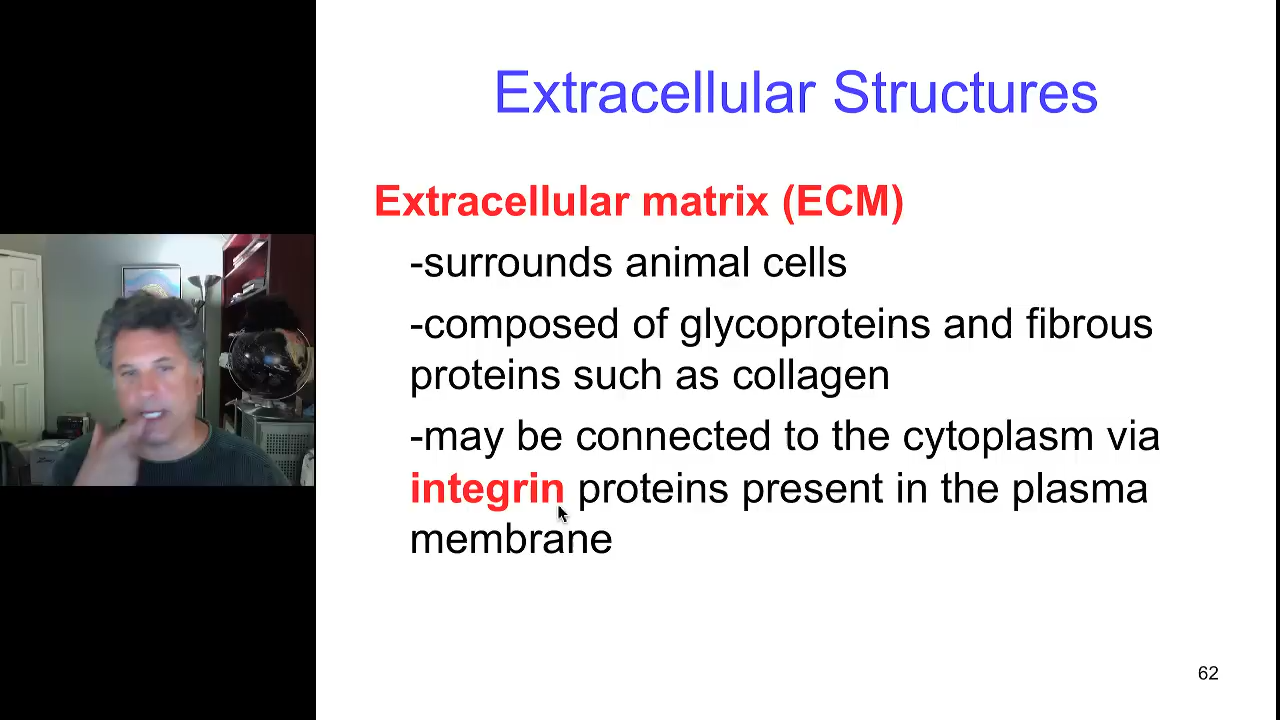 Extracellular Structures
Extracellular matrix (ECM)
-surrounds animal cells
-composed of glycoproteins and fibrous
proteins such as collagen
-may be connected to the cytoplasm via
integrin proteins present in the plasma
membrane
62